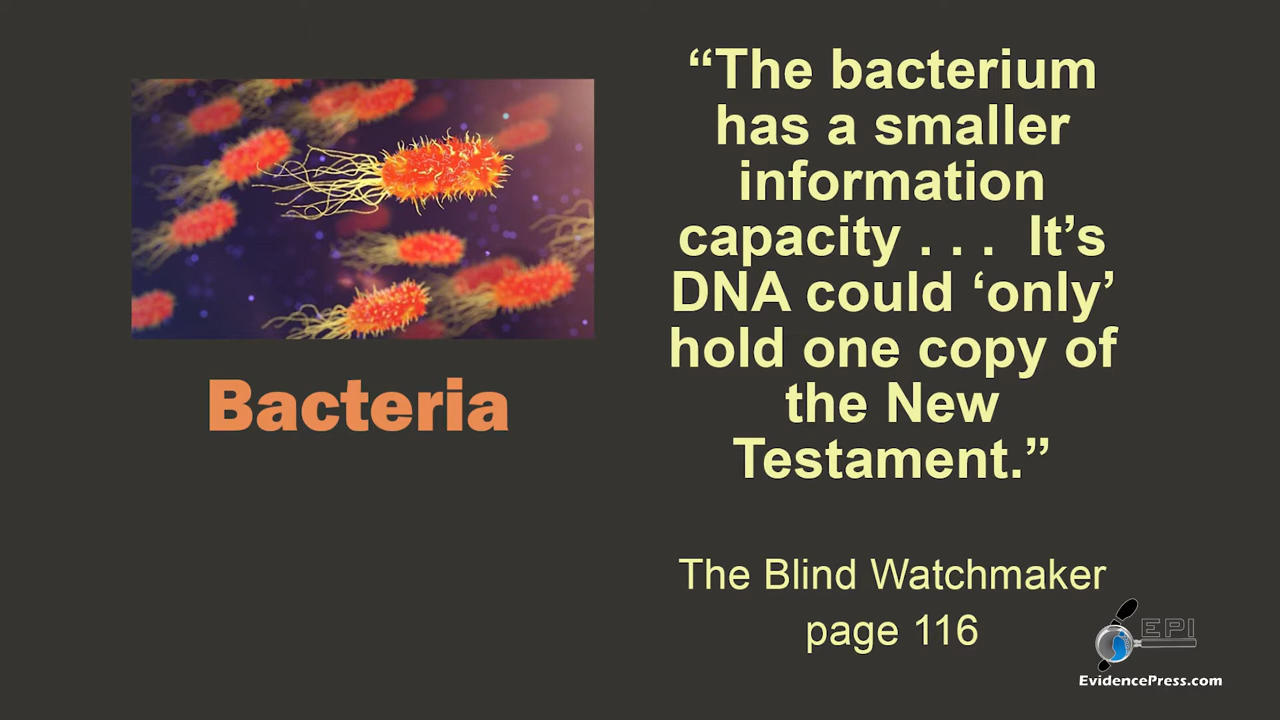 “The bacterium
has a smaller
information
capacity . . .  It’s
DNA could ‘only’
hold one copy of
the New
Testament.”
Bacteria
The Blind Watchmaker
page 116
EPI
EvidencePress.com